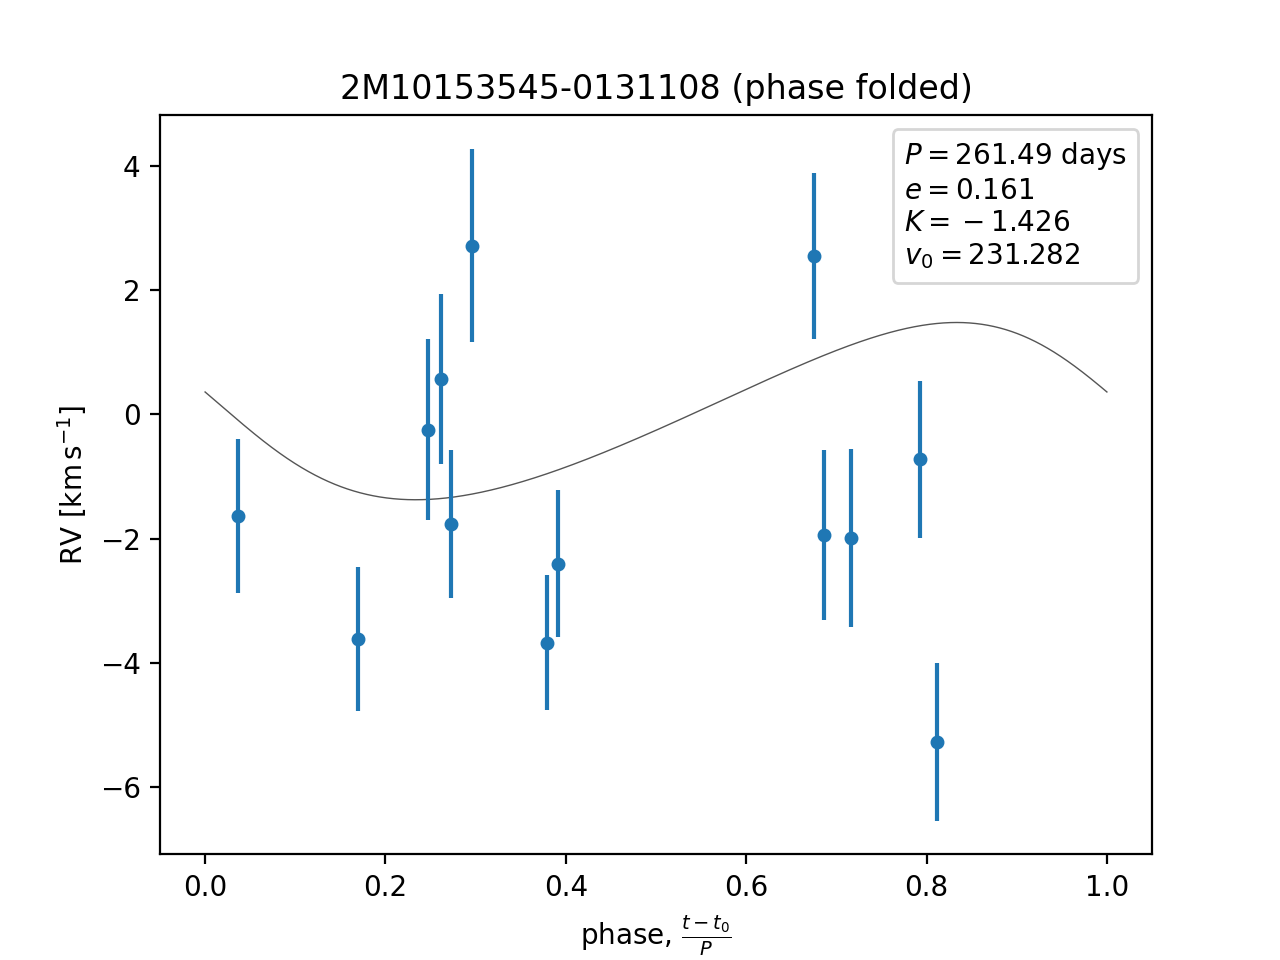 2M10153545-0131108 (phase folded)
P = 261.49 days
e = 0.161
K = −1.426
v₀ = 231.282
4
2
0
−2
−4
−6
RV [km s⁻¹]
0.0 0.2 0.4 0.6 0.8 1.0
phase, (t − t₀)/P